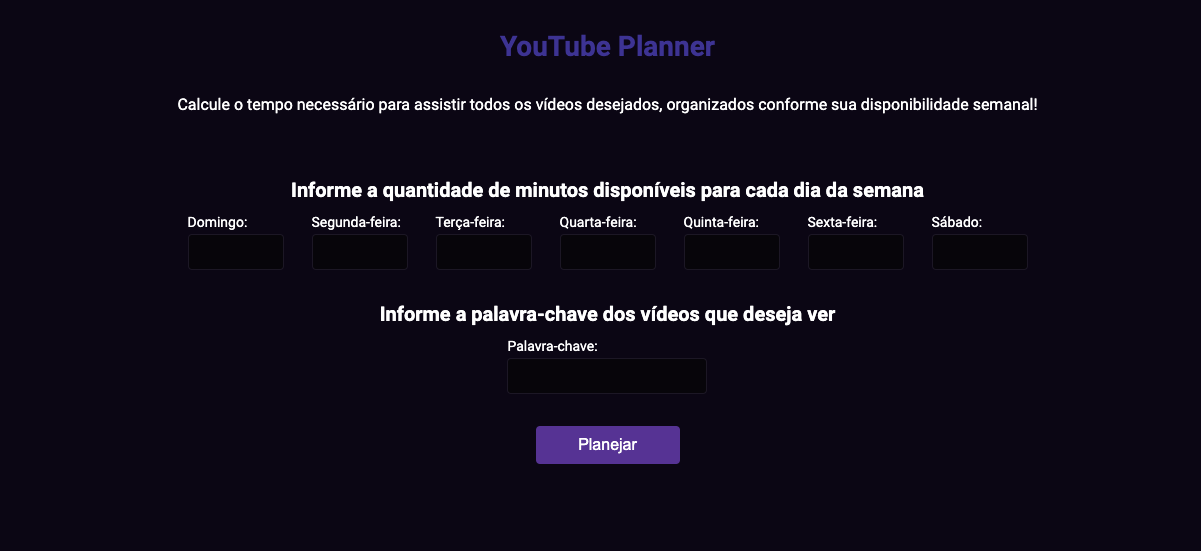 YouTube Planner
Calcule o tempo necessário para assistir todos os vídeos desejados, organizados conforme sua disponibilidade semanal!
Informe a quantidade de minutos disponíveis para cada dia da semana
Domingo: Segunda-feira: Terça-feira: Quarta-feira: Quinta-feira: Sexta-feira: Sábado:
Informe a palavra-chave dos vídeos que deseja ver
Palavra-chave:
Planejar